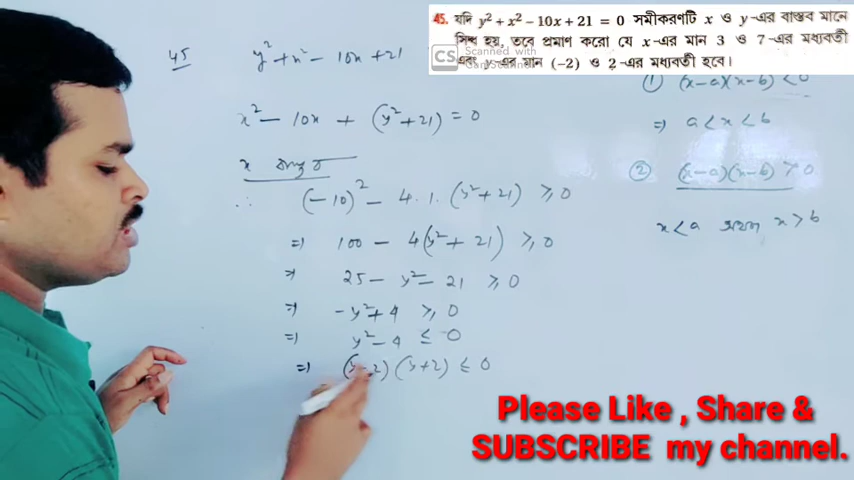 45. যদি y² + x² − 10x + 21 = 0 সমীকরণটি x ও y-এর বাস্তব মানে
সিদ্ধ হয়, তবে প্রমাণ করো যে x-এর মান 3 ও 7-এর মধ্যবর্তী
এবং y-এর মান (−2) ও 2-এর মধ্যবর্তী হবে।
CS Scanned with
45 y² + x² − 10x + 21
x² − 10x + (y² + 21) = 0
x বাস্তব
∴ (−10)² − 4.1.(y² + 21) ≥ 0
⇒ 100 − 4(y² + 21) ≥ 0
⇒ 25 − y² − 21 ≥ 0
⇒ −y² + 4 ≥ 0
⇒ y² − 4 ≤ 0
⇒ (y−2)(y+2) ≤ 0
① (x−a)(x−b) < 0
⇒ a < x < b
② (x−a)(x−b) > 0
x < a অথবা x > b
Please Like , Share &
SUBSCRIBE my channel.